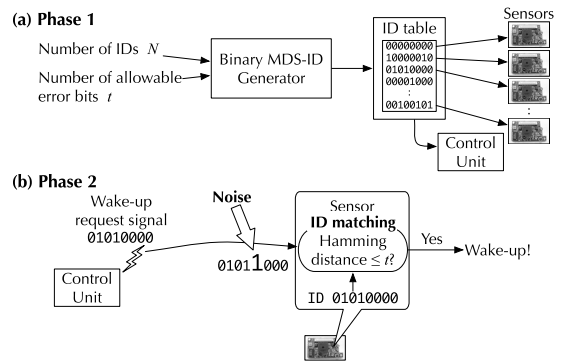 (a) Phase 1
Number of IDs N
Number of allowable
error bits t
Binary MDS-ID
Generator
ID table
00000000
10000010
01010000
00001000
:
00100101
Sensors
:
Control
Unit
(b) Phase 2
Wake-up
request signal
01010000
Control
Unit
Noise
01011000
Sensor
ID matching
Hamming
distance ≤ t?
ID 01010000
Yes
Wake-up!